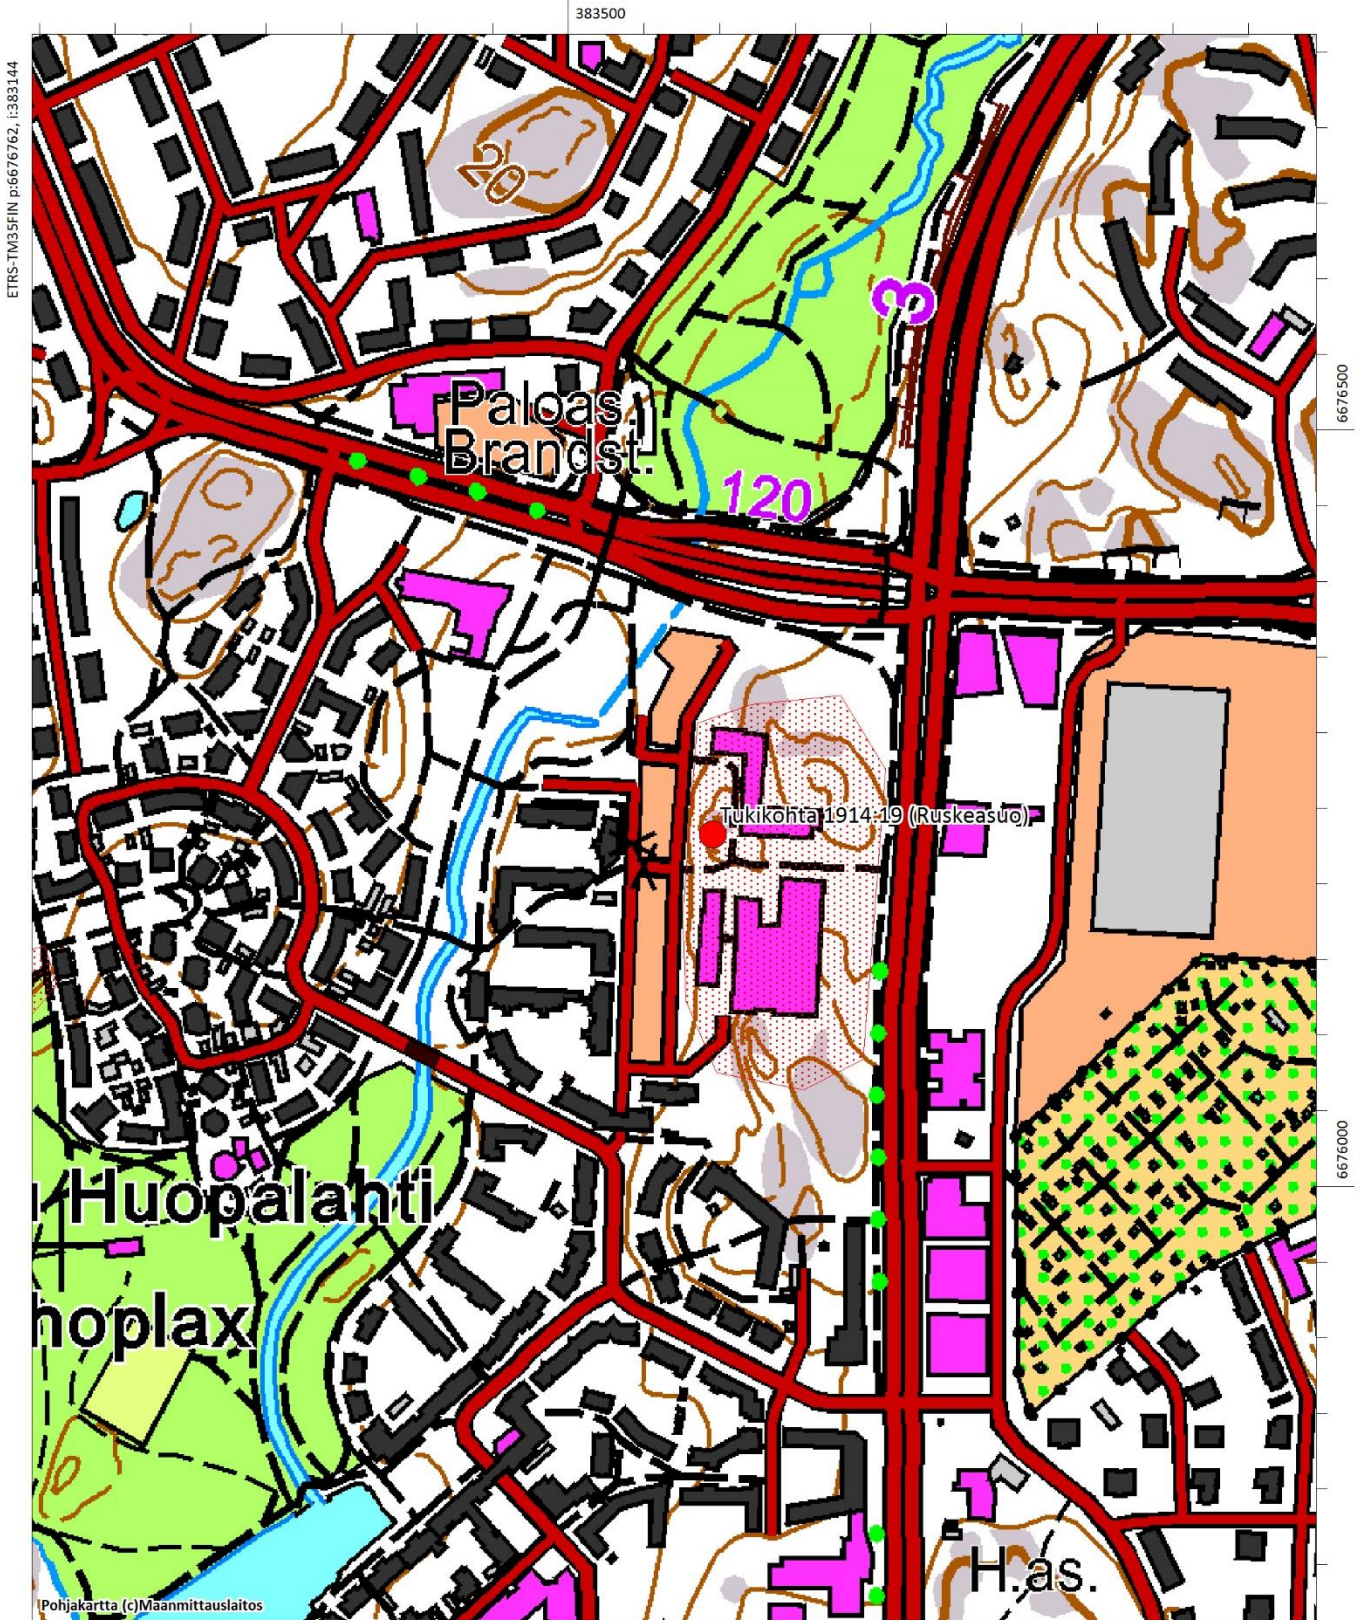 383500
ETRS-TM35FIN p:6676762, i:383144
20
3
6676500
Paloas.
Brandst.
120
Tukikohta 1914-19 (Ruskeasuo)
6676000
Huopalahti
hoplax
H.as.
Pohjakartta (c)Maanmittauslaitos